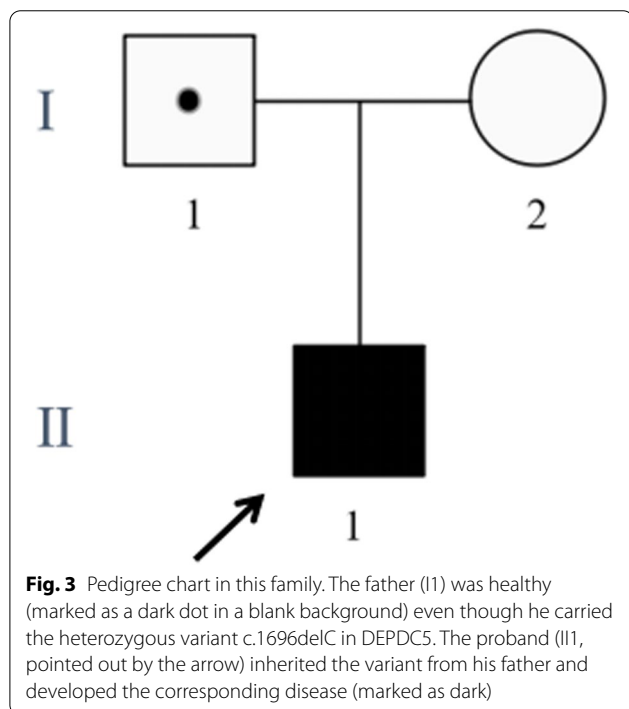 I
1
2
II
1
Fig. 3 Pedigree chart in this family. The father (I1) was healthy
(marked as a dark dot in a blank background) even though he carried
the heterozygous variant c.1696delC in DEPDC5. The proband (II1,
pointed out by the arrow) inherited the variant from his father and
developed the corresponding disease (marked as dark)